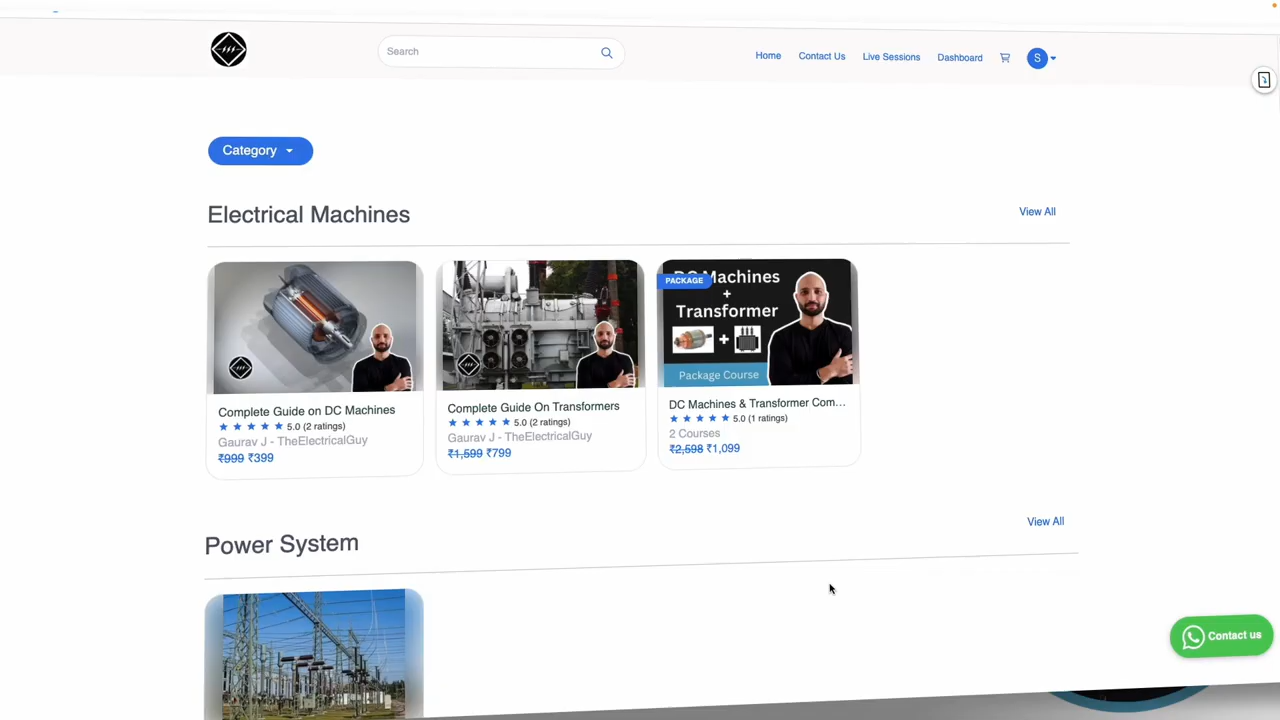 Search
Home
Contact Us
Live Sessions
Dashboard
S
Category
Electrical Machines
View All
Complete Guide on DC Machines
5.0 (2 ratings)
Gaurav J - TheElectricalGuy
₹999 ₹399
Complete Guide On Transformers
5.0 (2 ratings)
Gaurav J - TheElectricalGuy
₹1,599 ₹799
PACKAGE
DC Machines
+
Transformer
+
Package Course
DC Machines & Transformer Com...
5.0 (1 ratings)
2 Courses
₹2,598 ₹1,099
Power System
View All
Contact us